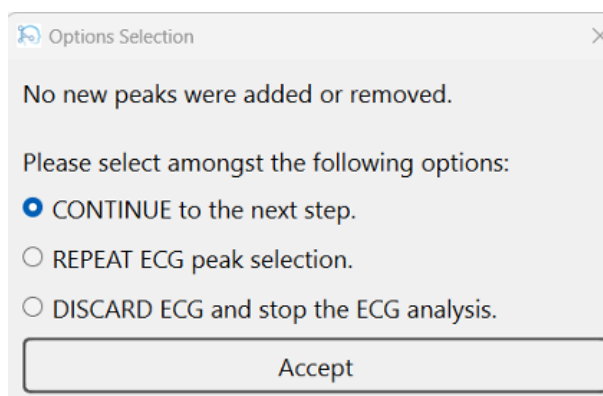 Options Selection
No new peaks were added or removed.
Please select amongst the following options:
CONTINUE to the next step.
REPEAT ECG peak selection.
DISCARD ECG and stop the ECG analysis.
Accept